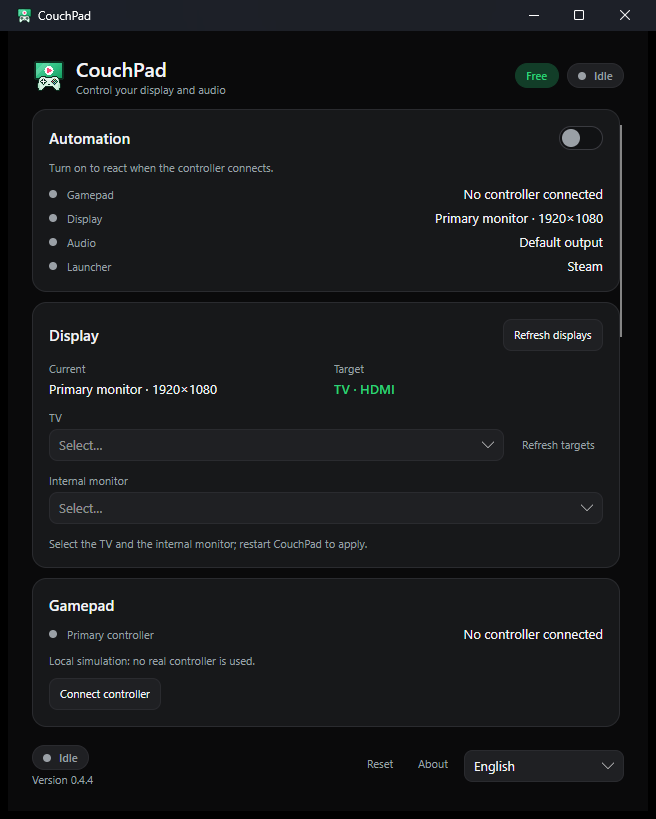 CouchPad
CouchPad
Control your display and audio
Free
Idle
Automation
Turn on to react when the controller connects.
Gamepad No controller connected
Display Primary monitor · 1920×1080
Audio Default output
Launcher Steam
Display Refresh displays
Current Target
Primary monitor · 1920×1080 TV · HDMI
TV
Select... Refresh targets
Internal monitor
Select...
Select the TV and the internal monitor; restart CouchPad to apply.
Gamepad
Primary controller No controller connected
Local simulation: no real controller is used.
Connect controller
Idle
Version 0.4.4
Reset About English